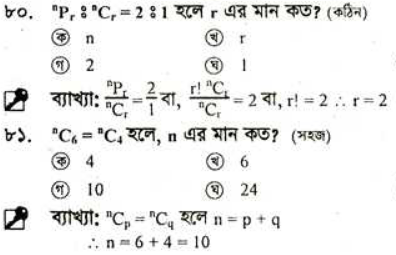 ৮০. ⁿPᵣ ঃ ⁿCᵣ = 2 ঃ 1 হলে r এর মান কত? (কঠিন)
ক n খ r
গ 2 ঘ 1
ব্যাখ্যা: ⁿPᵣ/ⁿCᵣ = 2/1 বা, r! ⁿCᵣ/ⁿCᵣ = 2 বা, r! = 2 ∴ r = 2
৮১. ⁿC₆ = ⁿC₄ হলে, n এর মান কত? (সহজ)
ক 4 খ 6
গ 10 ঘ 24
ব্যাখ্যা: ⁿCₚ = ⁿC_q হলে n = p + q
∴ n = 6 + 4 = 10